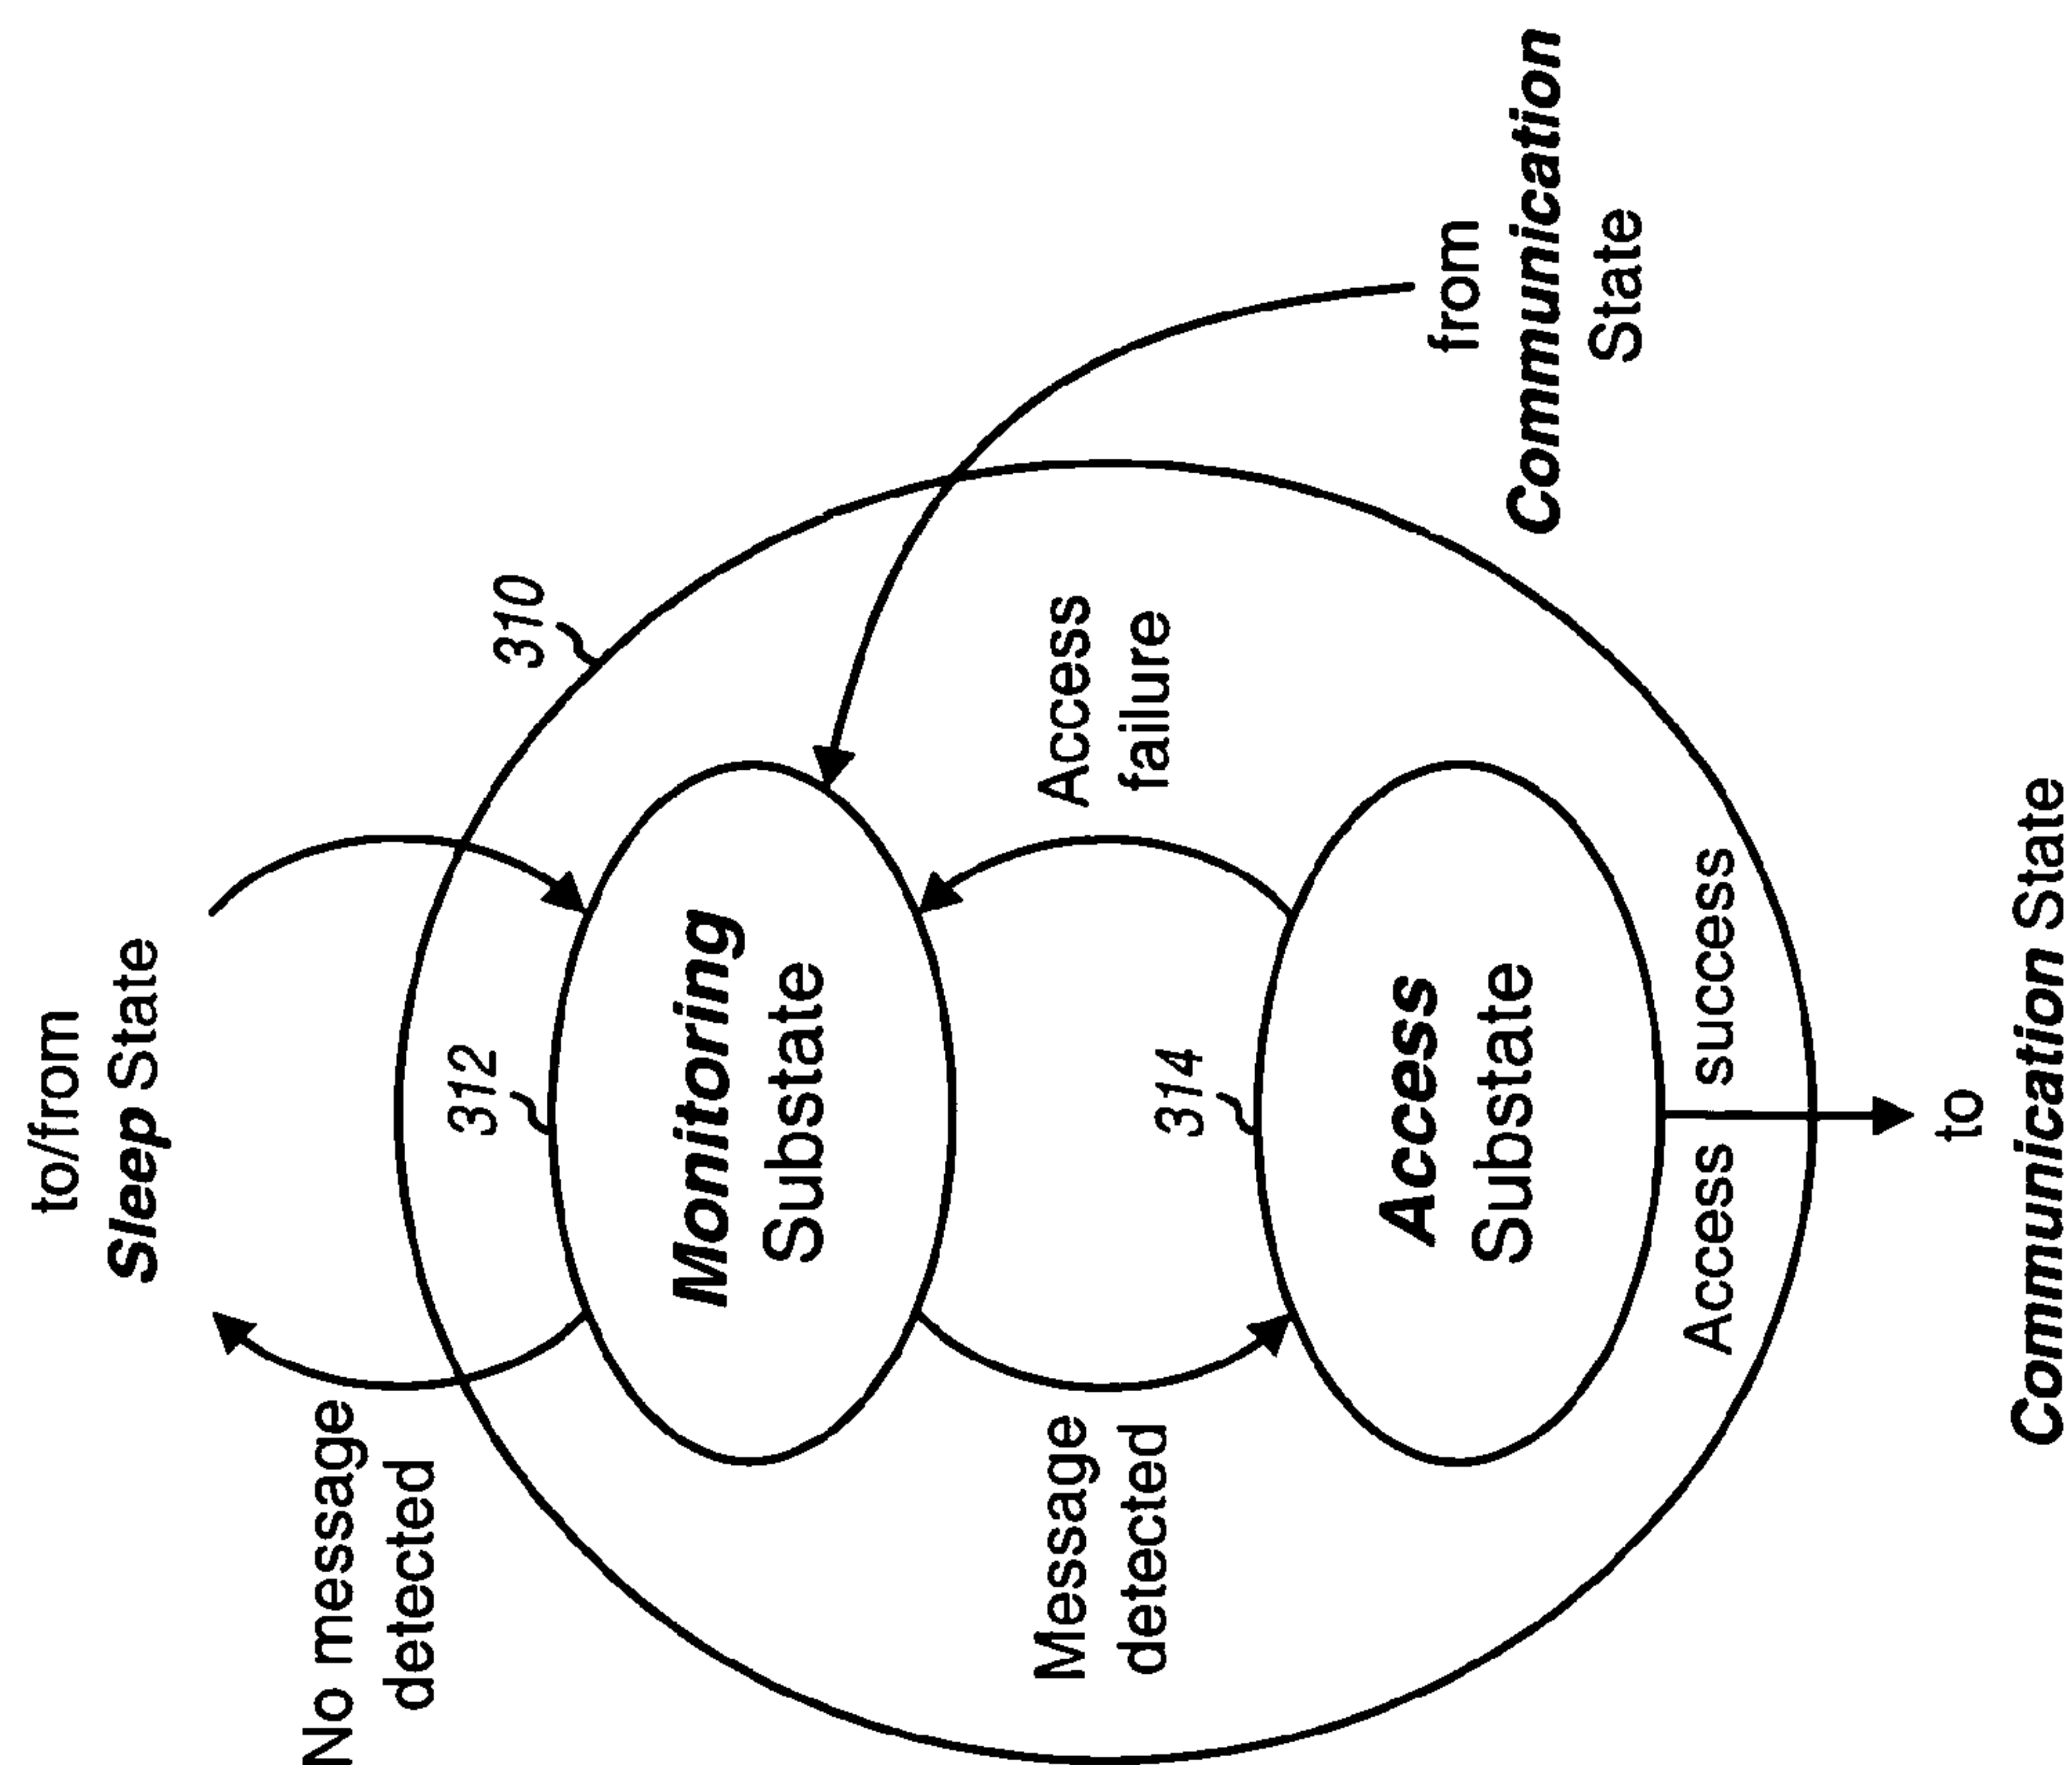 to/from
Sleep State
No message
detected
310
312
Monitoring
Substate
Message
detected
Access
failure
314
Access
Substate
Access success
from
Communication
State
to
Communication State